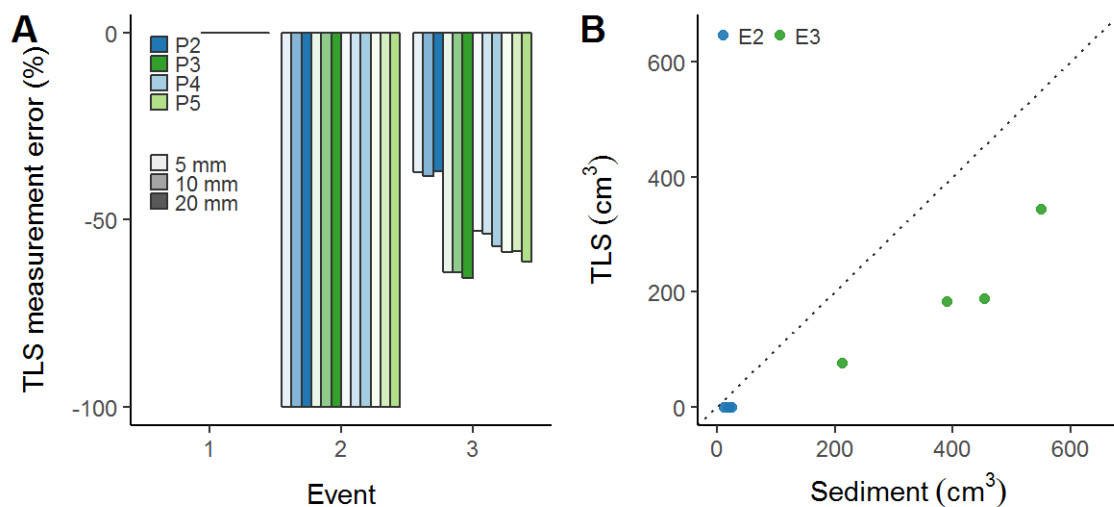 A
TLS measurement error (%)
0
-50
-100
P2
P3
P4
P5
5 mm
10 mm
20 mm
1 2 3
Event
B
E2 E3
TLS (cm³)
600
400
200
0
0 200 400 600
Sediment (cm³)